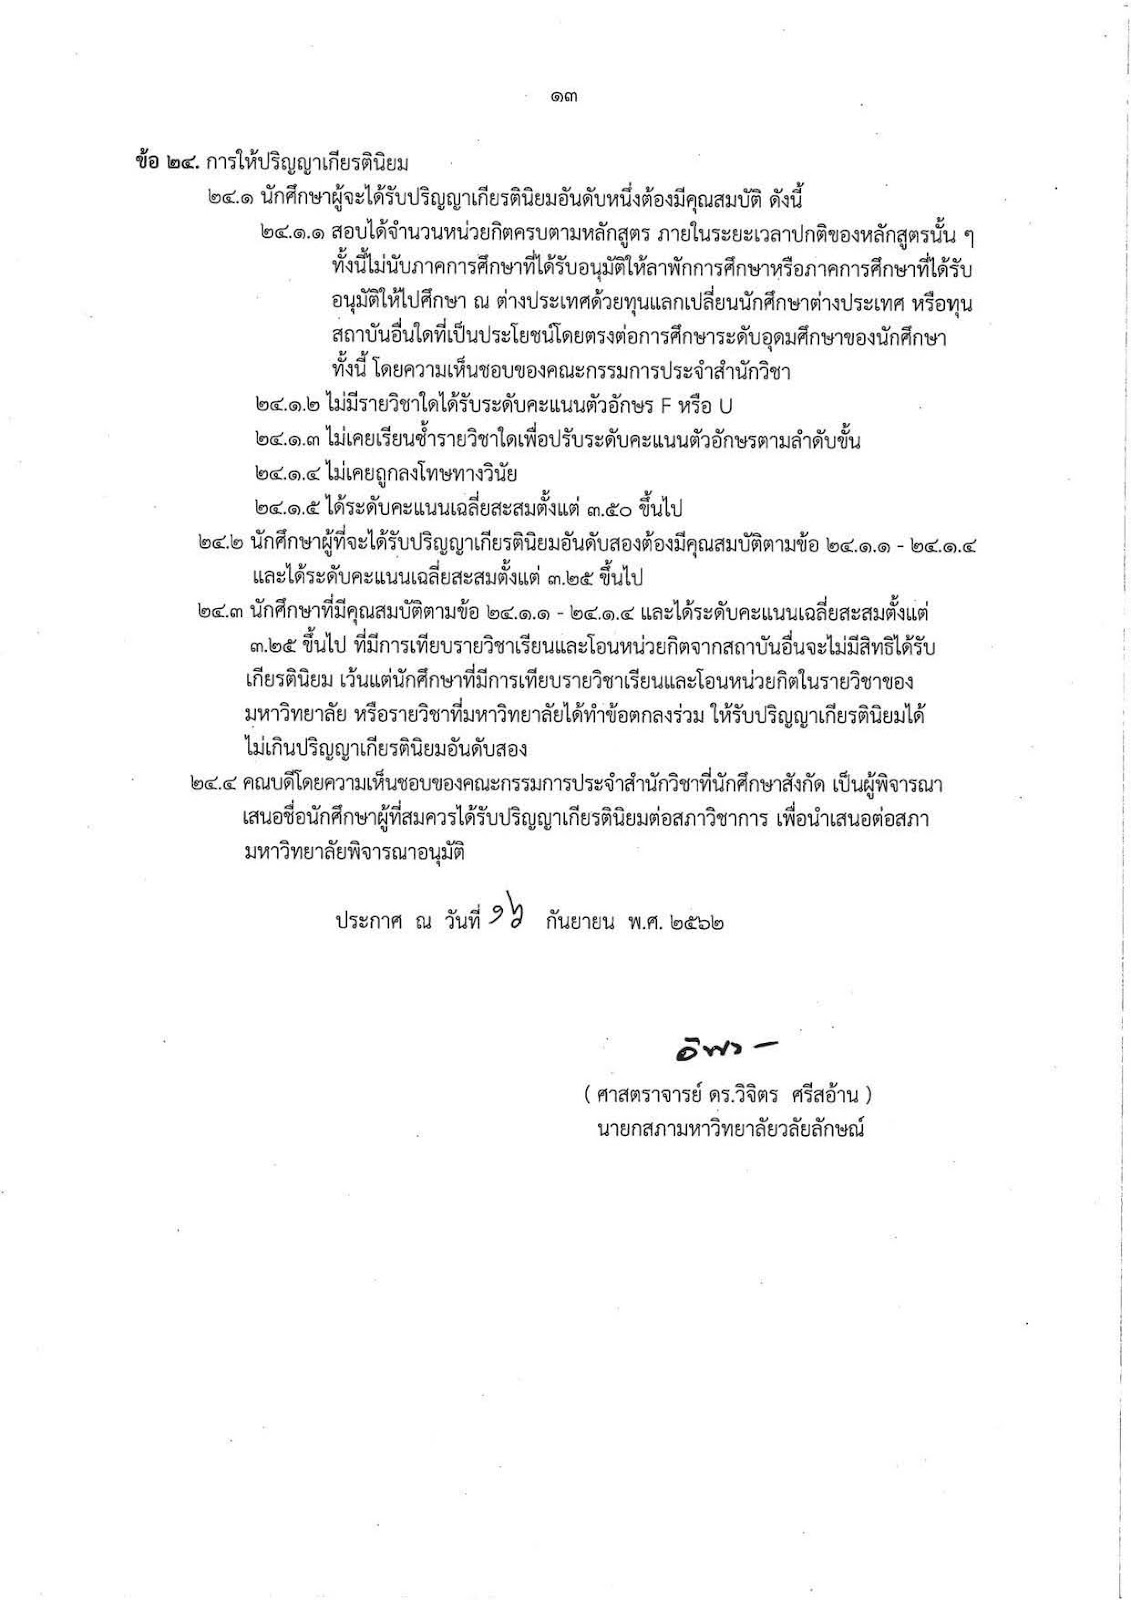 ๑๓
ข้อ ๒๔. การให้ปริญญาเกียรตินิยม
๒๔.๑ นักศึกษาผู้จะได้รับปริญญาเกียรตินิยมอันดับหนึ่งต้องมีคุณสมบัติ ดังนี้
๒๔.๑.๑ สอบได้จำนวนหน่วยกิตครบตามหลักสูตร ภายในระยะเวลาปกติของหลักสูตรนั้น ๆ
ทั้งนี้ไม่นับภาคการศึกษาที่ได้รับอนุมัติให้ลาพักการศึกษาหรือภาคการศึกษาที่ได้รับ
อนุมัติให้ไปศึกษา ณ ต่างประเทศด้วยทุนแลกเปลี่ยนนักศึกษาต่างประเทศ หรือทุน
สถาบันอื่นใดที่เป็นประโยชน์โดยตรงต่อการศึกษาระดับอุดมศึกษาของนักศึกษา
ทั้งนี้ โดยความเห็นชอบของคณะกรรมการประจำสำนักวิชา
๒๔.๑.๒ ไม่มีรายวิชาใดได้รับระดับคะแนนตัวอักษร F หรือ U
๒๔.๑.๓ ไม่เคยเรียนซ้ำรายวิชาใดเพื่อปรับระดับคะแนนตัวอักษรตามลำดับขั้น
๒๔.๑.๔ ไม่เคยถูกลงโทษทางวินัย
๒๔.๑.๕ ได้ระดับคะแนนเฉลี่ยสะสมตั้งแต่ ๓.๕๐ ขึ้นไป
๒๔.๒ นักศึกษาผู้ที่จะได้รับปริญญาเกียรตินิยมอันดับสองต้องมีคุณสมบัติตามข้อ ๒๔.๑.๑ - ๒๔.๑.๔
และได้ระดับคะแนนเฉลี่ยสะสมตั้งแต่ ๓.๒๕ ขึ้นไป
๒๔.๓ นักศึกษาที่มีคุณสมบัติตามข้อ ๒๔.๑.๑ - ๒๔.๑.๔ และได้ระดับคะแนนเฉลี่ยสะสมตั้งแต่
๓.๒๕ ขึ้นไป ที่มีการเทียบรายวิชาเรียนและโอนหน่วยกิตจากสถาบันอื่นจะไม่มีสิทธิได้รับ
เกียรตินิยม เว้นแต่นักศึกษาที่มีการเทียบรายวิชาเรียนและโอนหน่วยกิตในรายวิชาของ
มหาวิทยาลัย หรือรายวิชาที่มหาวิทยาลัยได้ทำข้อตกลงร่วม ให้รับปริญญาเกียรตินิยมได้
ไม่เกินปริญญาเกียรตินิยมอันดับสอง
๒๔.๔ คณบดีโดยความเห็นชอบของคณะกรรมการประจำสำนักวิชาที่นักศึกษาสังกัด เป็นผู้พิจารณา
เสนอชื่อนักศึกษาผู้ที่สมควรได้รับปริญญาเกียรตินิยมต่อสภาวิชาการ เพื่อนำเสนอต่อสภา
มหาวิทยาลัยพิจารณาอนุมัติ
ประกาศ ณ วันที่ ๑๖ กันยายน พ.ศ. ๒๕๖๒
( ศาสตราจารย์ ดร.วิจิตร ศรีสอ้าน )
นายกสภามหาวิทยาลัยวลัยลักษณ์